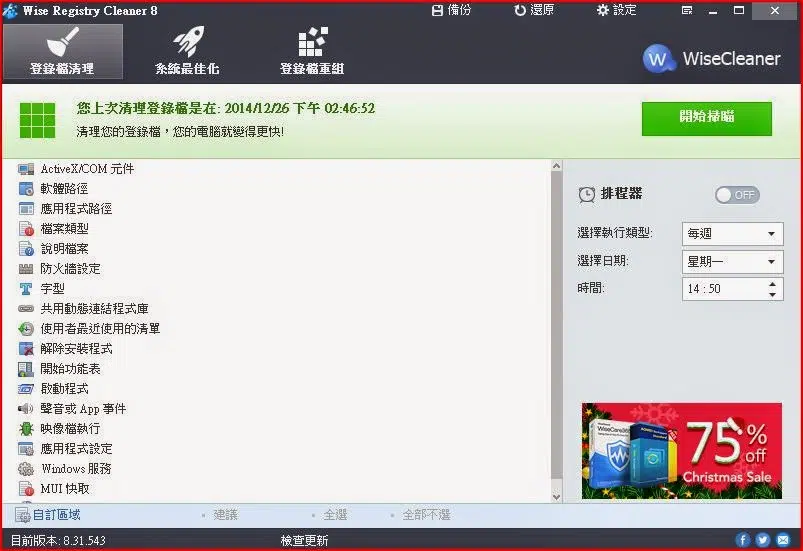 Wise Registry Cleaner 8
備份
還原
設定
登錄檔清理
系統最佳化
登錄檔重組
W WiseCleaner
您上次清理登錄檔是在: 2014/12/26 下午 02:46:52
清理您的登錄檔，您的電腦就變得更快!
開始掃瞄
ActiveX/COM 元件
軟體路徑
應用程式路徑
檔案類型
說明檔案
防火牆設定
字型
共用動態連結程式庫
使用者最近使用的清單
解除安裝程式
開始功能表
啟動程式
聲音或 App 事件
映像檔執行
應用程式設定
Windows 服務
MUI 快取
排程器
OFF
選擇執行類型:
每週
選擇日期:
星期一
時間:
14 : 50
WiseCare365
75% off
Christmas Sale
自訂區域
建議
全選
全部不選
目前版本: 8.31.543
檢查更新